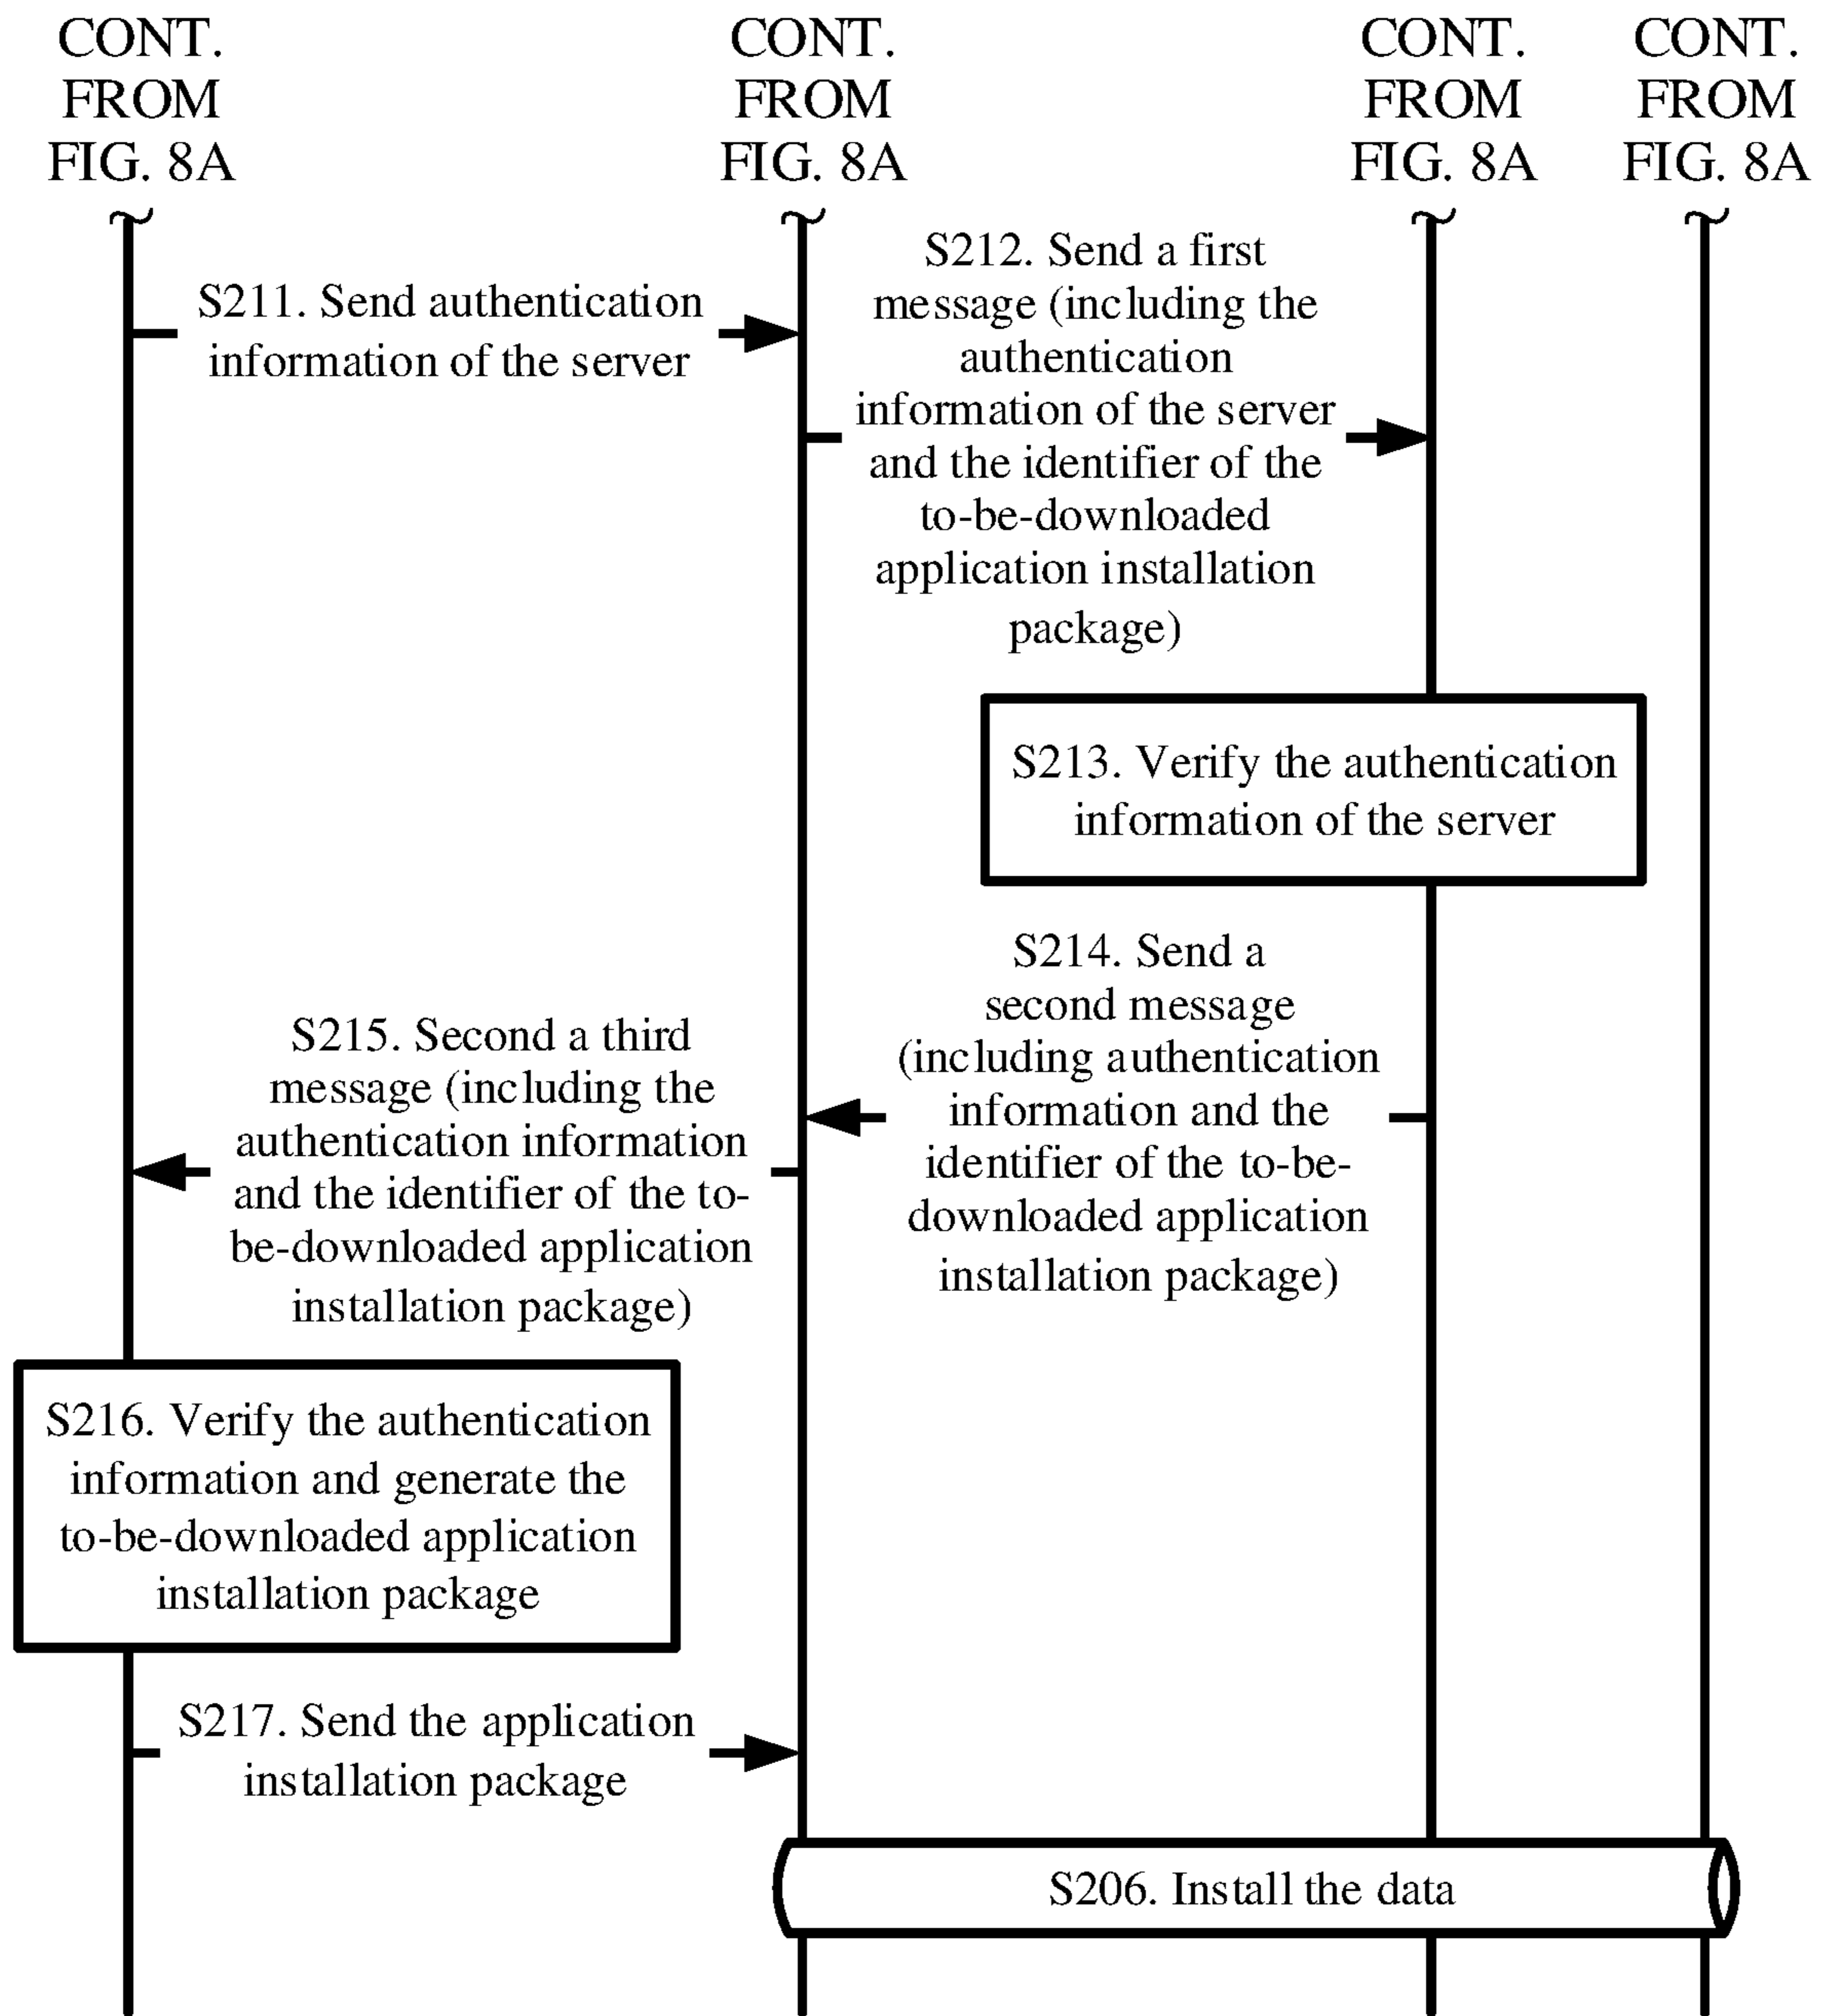 CONT.
FROM
FIG. 8A
CONT.
FROM
FIG. 8A
CONT.
FROM
FIG. 8A
CONT.
FROM
FIG. 8A
S211. Send authentication
information of the server
S212. Send a first
message (including the
authentication
information of the server
and the identifier of the
to-be-downloaded
application installation
package)
S213. Verify the authentication
information of the server
S214. Send a
second message
(including authentication
information and the
identifier of the to-be-
downloaded application
installation package)
S215. Second a third
message (including the
authentication information
and the identifier of the to-
be-downloaded application
installation package)
S216. Verify the authentication
information and generate the
to-be-downloaded application
installation package
S217. Send the application
installation package
S206. Install the data